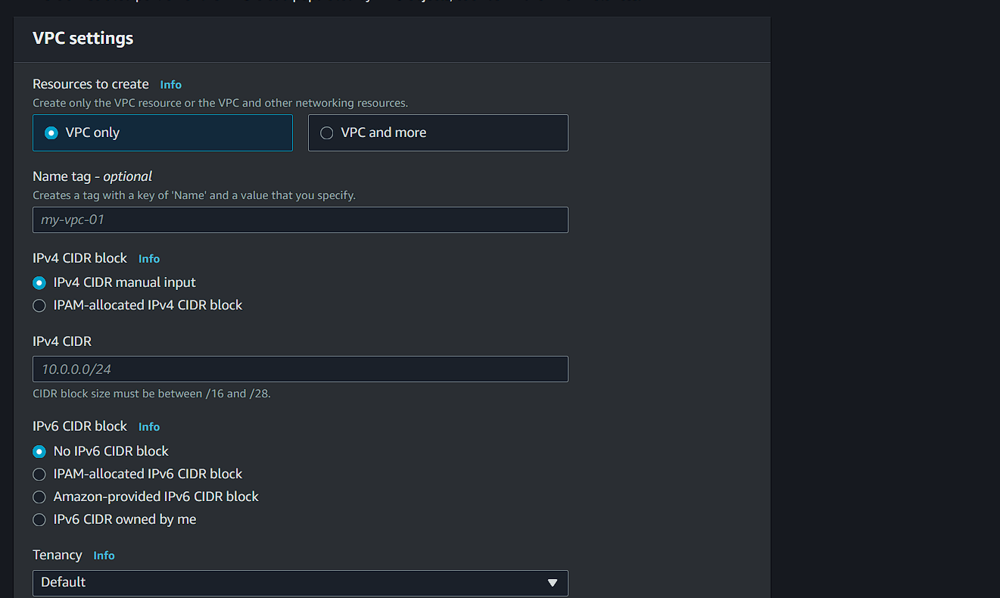 VPC settings
Resources to create Info
Create only the VPC resource or the VPC and other networking resources.
VPC only VPC and more
Name tag - optional
Creates a tag with a key of 'Name' and a value that you specify.
my-vpc-01
IPv4 CIDR block Info
IPv4 CIDR manual input
IPAM-allocated IPv4 CIDR block
IPv4 CIDR
10.0.0.0/24
CIDR block size must be between /16 and /28.
IPv6 CIDR block Info
No IPv6 CIDR block
IPAM-allocated IPv6 CIDR block
Amazon-provided IPv6 CIDR block
IPv6 CIDR owned by me
Tenancy Info
Default